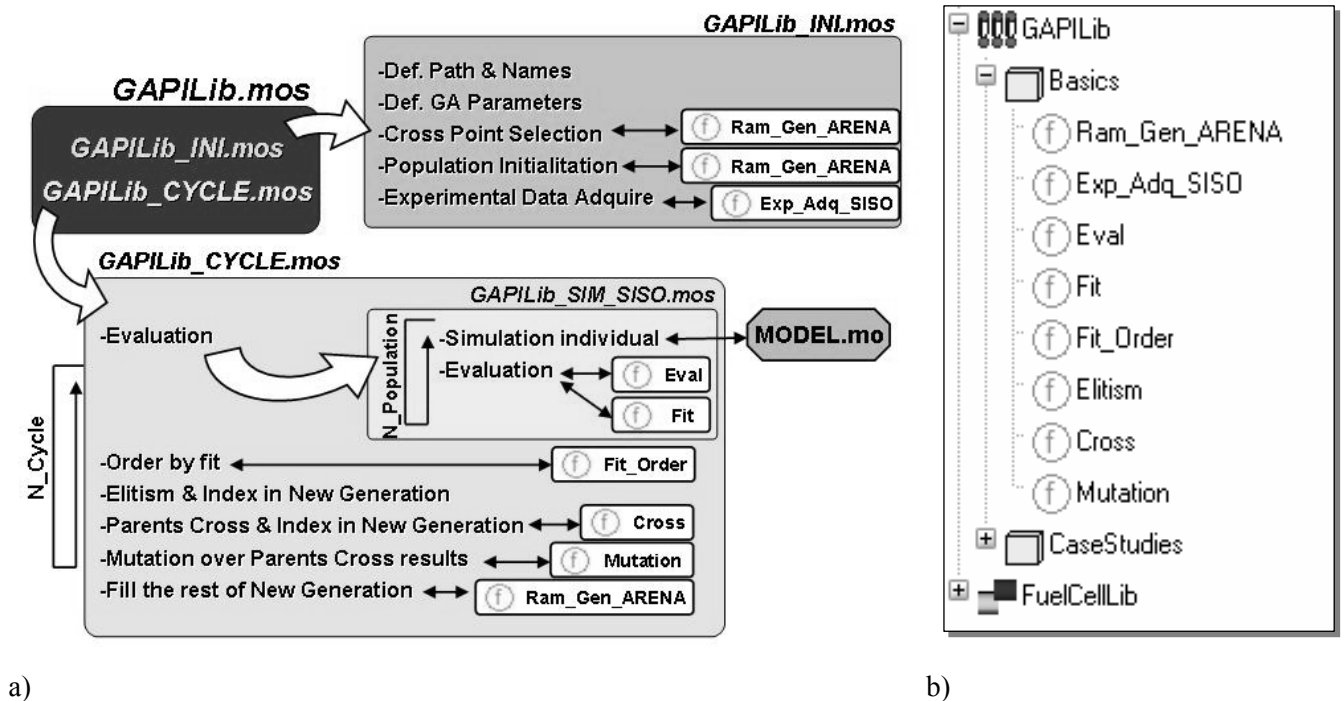 GAPILib_INI.mos
-Def. Path & Names
-Def. GA Parameters
-Cross Point Selection
f Ram_Gen_ARENA
-Population Initialitation
f Ram_Gen_ARENA
-Experimental Data Adquire
f Exp_Adq_SISO
GAPILib.mos
GAPILib_INI.mos
GAPILib_CYCLE.mos
GAPILib_CYCLE.mos
-Evaluation
GAPILib_SIM_SISO.mos
N_Population
-Simulation individual
MODEL.mo
-Evaluation
f Eval
f Fit
N_Cycle
-Order by fit
f Fit_Order
-Elitism & Index in New Generation
-Parents Cross & Index in New Generation
f Cross
-Mutation over Parents Cross results
f Mutation
-Fill the rest of New Generation
f Ram_Gen_ARENA
a)
GAPILib
Basics
f Ram_Gen_ARENA
f Exp_Adq_SISO
f Eval
f Fit
f Fit_Order
f Elitism
f Cross
f Mutation
CaseStudies
FuelCellLib
b)